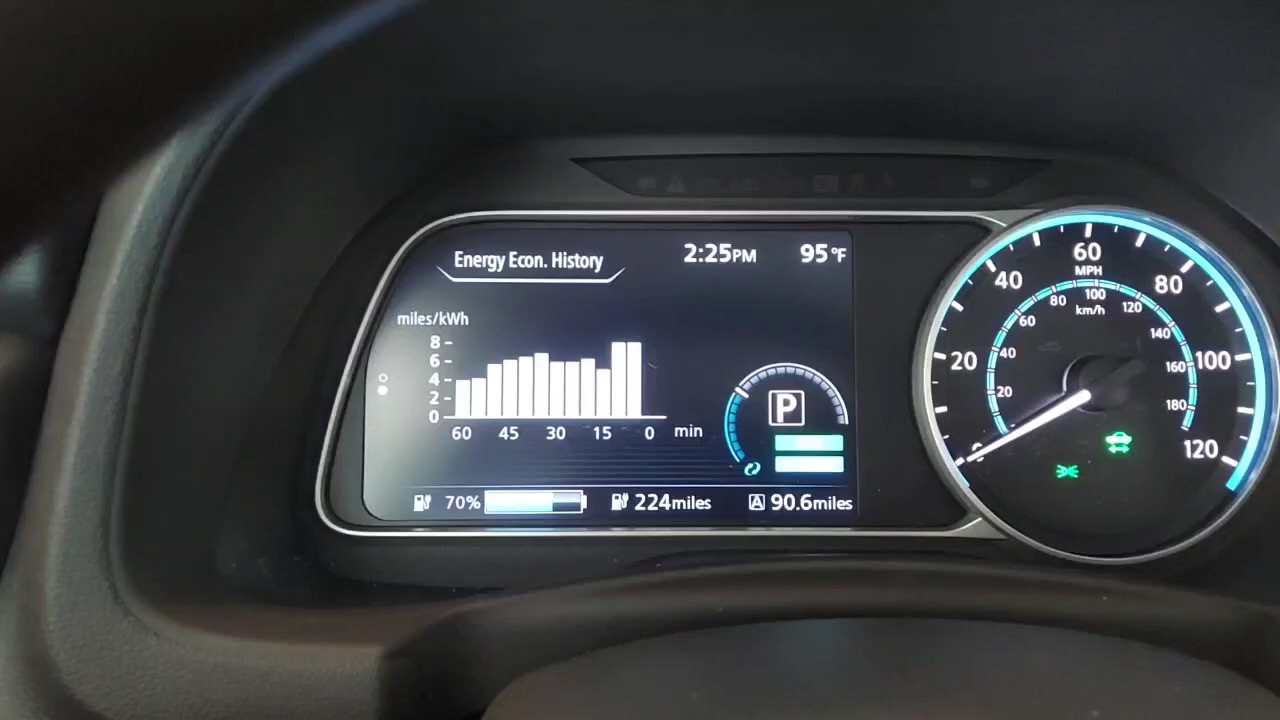 Energy Econ. History
2:25PM
95°F
miles/kWh
8
6
4
2
0
60 45 30 15 0 min
P
70%
224miles
A 90.6miles
0
20
40
60
80
100
120
MPH
20
40
60
80
100
120
140
160
180
km/h